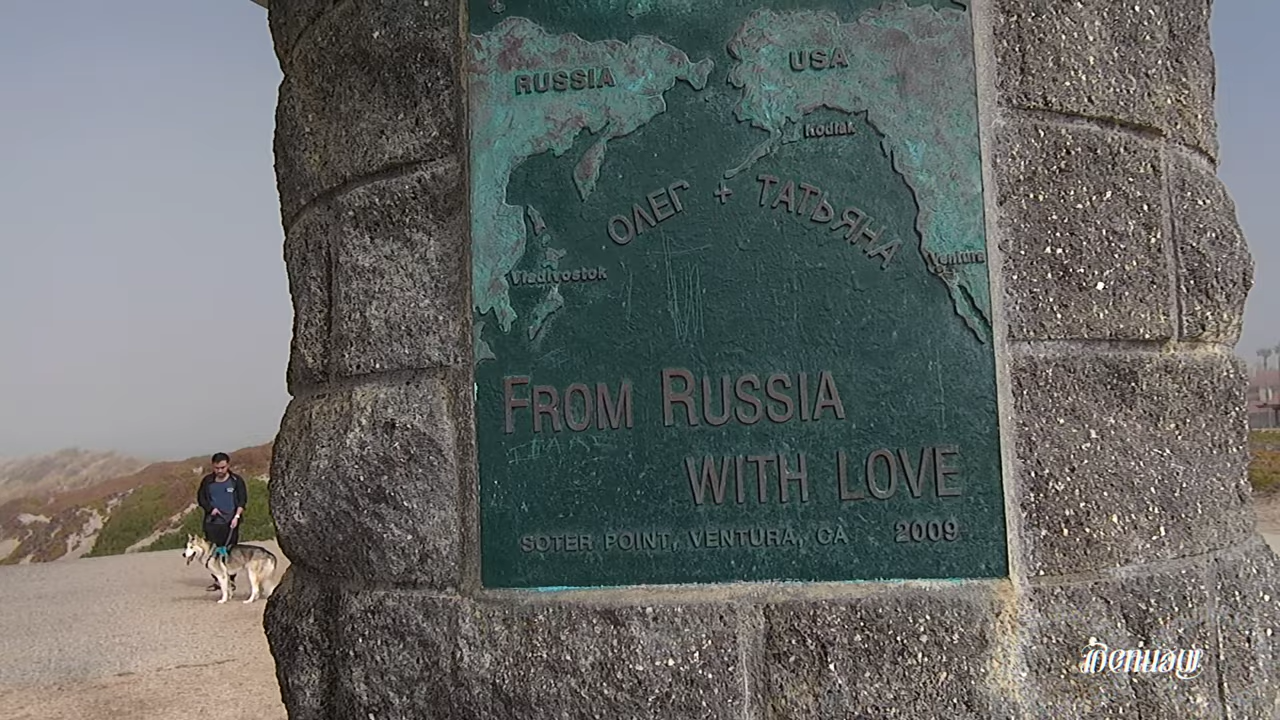 RUSSIA
USA
Kodiak
ОЛЕГ + ТАТЬЯНА
Vladivostok
Ventura
FROM RUSSIA
WITH LOVE
SOTER POINT, VENTURA, CA 2009